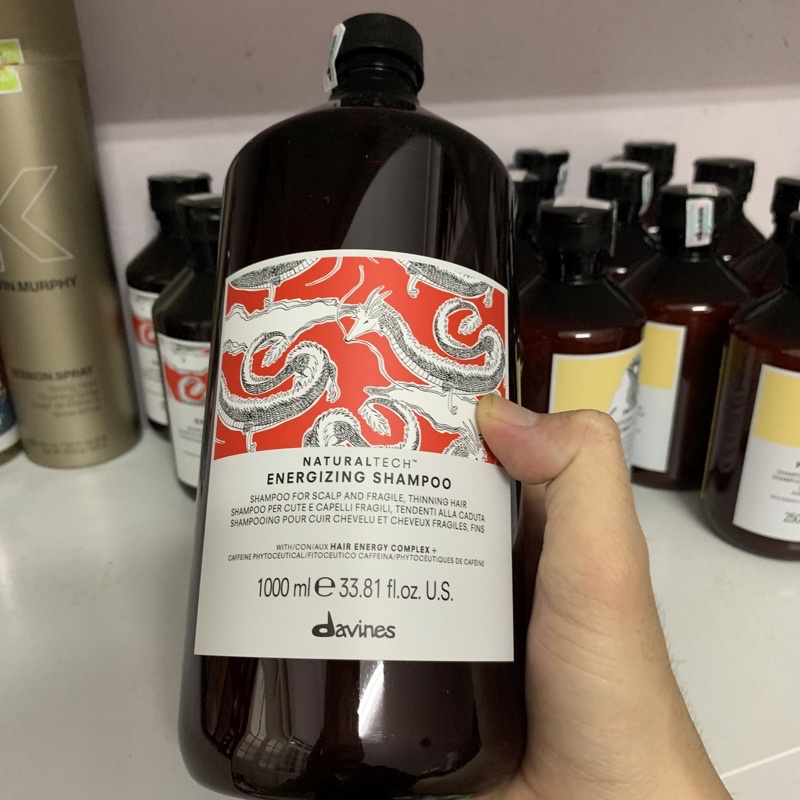 NATURALTECH™
ENERGIZING SHAMPOO
SHAMPOO FOR SCALP AND FRAGILE, THINNING HAIR
SHAMPOO PER CUTE E CAPELLI FRAGILI, TENDENTI ALLA CADUTA
SHAMPOOING POUR CUIR CHEVELU ET CHEVEUX FRAGILES, FINS
WITH/CON/AUX HAIR ENERGY COMPLEX +
CAFFEINE PHYTOCEUTICAL/FITOCEUTICO CAFFEINA/PHYTOCEUTIQUES DE CAFÉINE
1000 ml ℮ 33.81 fl.oz. U.S.
davines
K
VIN.MURPHY
SESSION.SPRAY
250